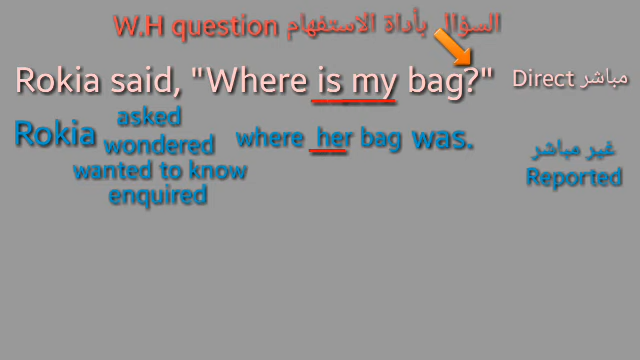 W.H question السؤال بأداة الاستفهام
Rokia said, "Where is my bag?" Direct مباشر
asked
Rokia wondered where her bag was.
wanted to know
enquired
غير مباشر
Reported